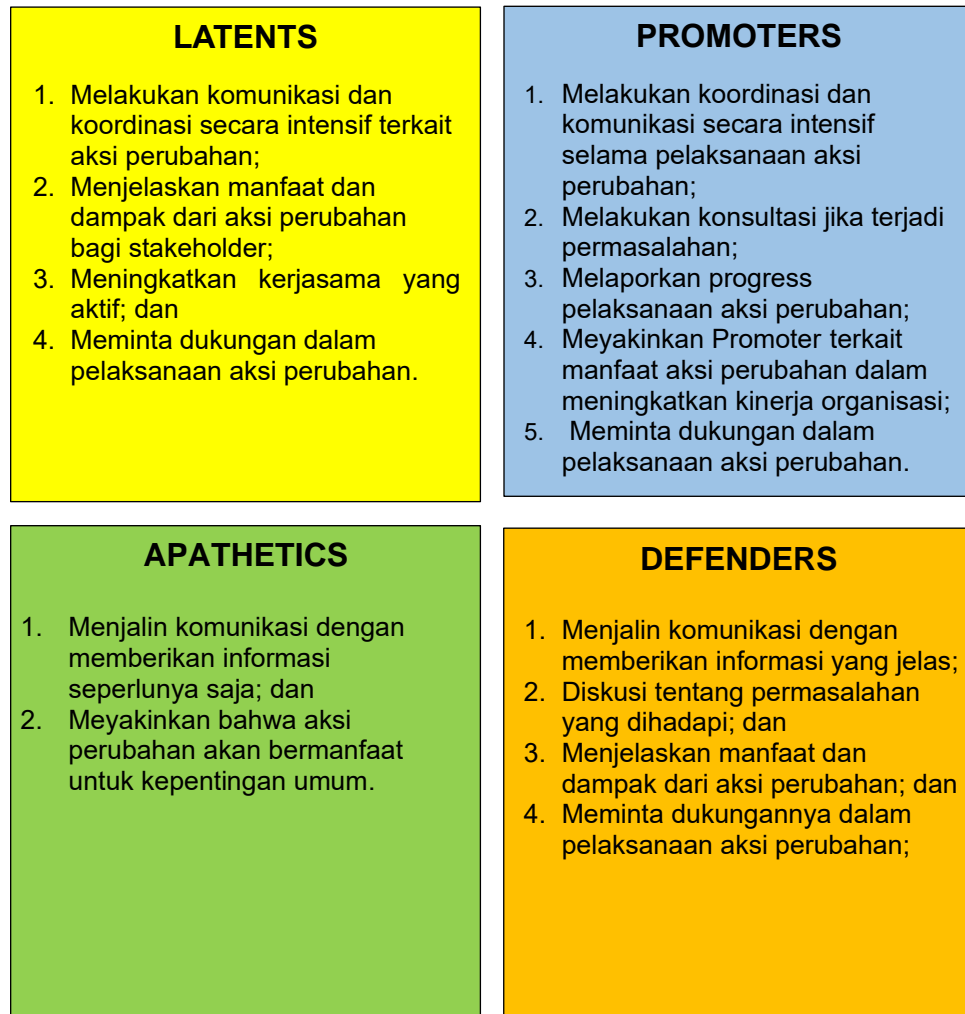 LATENTS
1. Melakukan komunikasi dan
koordinasi secara intensif terkait
aksi perubahan;
2. Menjelaskan manfaat dan
dampak dari aksi perubahan
bagi stakeholder;
3. Meningkatkan kerjasama yang
aktif; dan
4. Meminta dukungan dalam
pelaksanaan aksi perubahan.
PROMOTERS
1. Melakukan koordinasi dan
komunikasi secara intensif
selama pelaksanaan aksi
perubahan;
2. Melakukan konsultasi jika terjadi
permasalahan;
3. Melaporkan progress
pelaksanaan aksi perubahan;
4. Meyakinkan Promoter terkait
manfaat aksi perubahan dalam
meningkatkan kinerja organisasi;
5. Meminta dukungan dalam
pelaksanaan aksi perubahan.
APATHETICS
1. Menjalin komunikasi dengan
memberikan informasi
seperlunya saja; dan
2. Meyakinkan bahwa aksi
perubahan akan bermanfaat
untuk kepentingan umum.
DEFENDERS
1. Menjalin komunikasi dengan
memberikan informasi yang jelas;
2. Diskusi tentang permasalahan
yang dihadapi; dan
3. Menjelaskan manfaat dan
dampak dari aksi perubahan; dan
4. Meminta dukungannya dalam
pelaksanaan aksi perubahan;